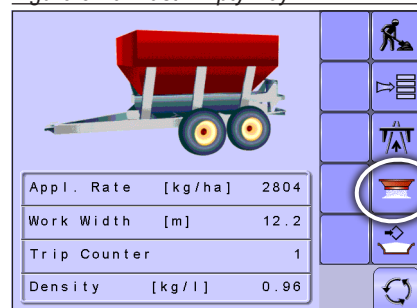 Appl. Rate [kg/ha] 2804
Work Width [m] 12.2
Trip Counter 1
Density [kg/l] 0.96